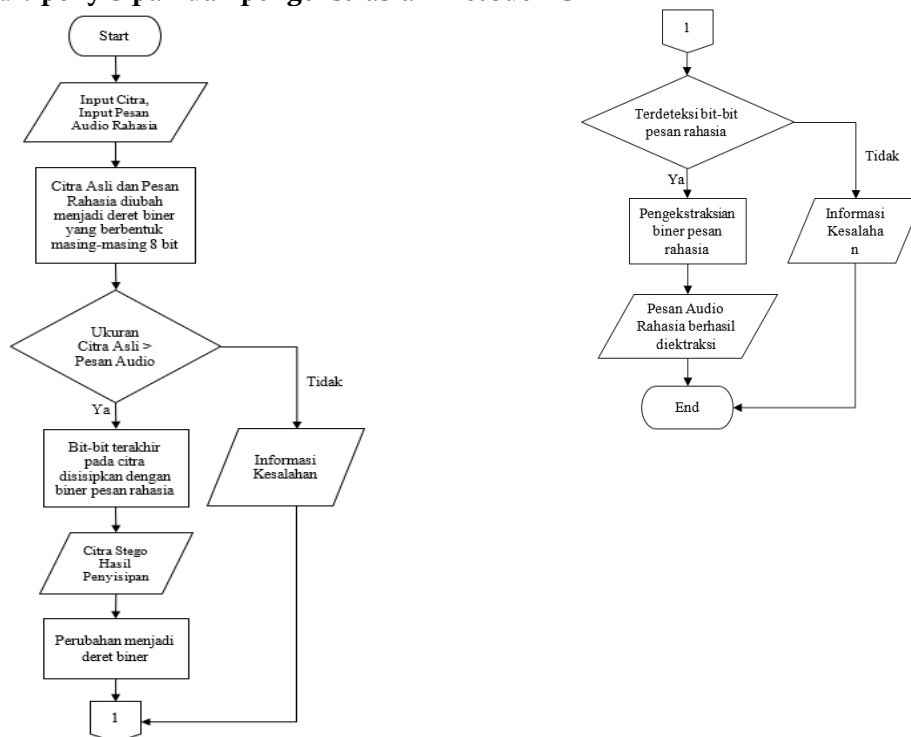 Start
Input Citra,
Input Pesan
Audio Rahasia
Citra Asli dan Pesan
Rahasia diubah
menjadi deret biner
yang berbentuk
masing-masing 8 bit
Ukuran
Citra Asli >
Pesan Audio
Tidak
Ya
Bit-bit terakhir
pada citra
disisipkan dengan
biner pesan rahasia
Informasi
Kesalahan
Citra Stego
Hasil
Penyisipan
Perubahan menjadi
deret biner
1
1
Terdeteksi bit-bit
pesan rahasia
Tidak
Ya
Pengekstraksian
biner pesan
rahasia
Informasi
Kesalaha
n
Pesan Audio
Rahasia berhasil
diektraksi
End